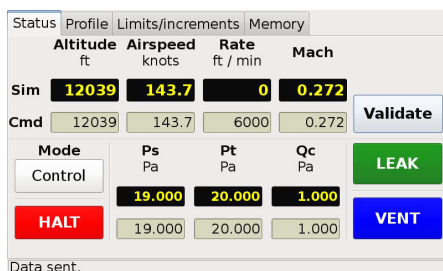 Status Profile Limits/increments Memory
Altitude Airspeed Rate Mach
ft knots ft / min
Sim 12039 143.7 0 0.272
Cmd 12039 143.7 6000 0.272 Validate
Mode Ps Pt Qc
Pa Pa Pa
Control LEAK
19.000 20.000 1.000
HALT 19.000 20.000 1.000 VENT
Data sent.